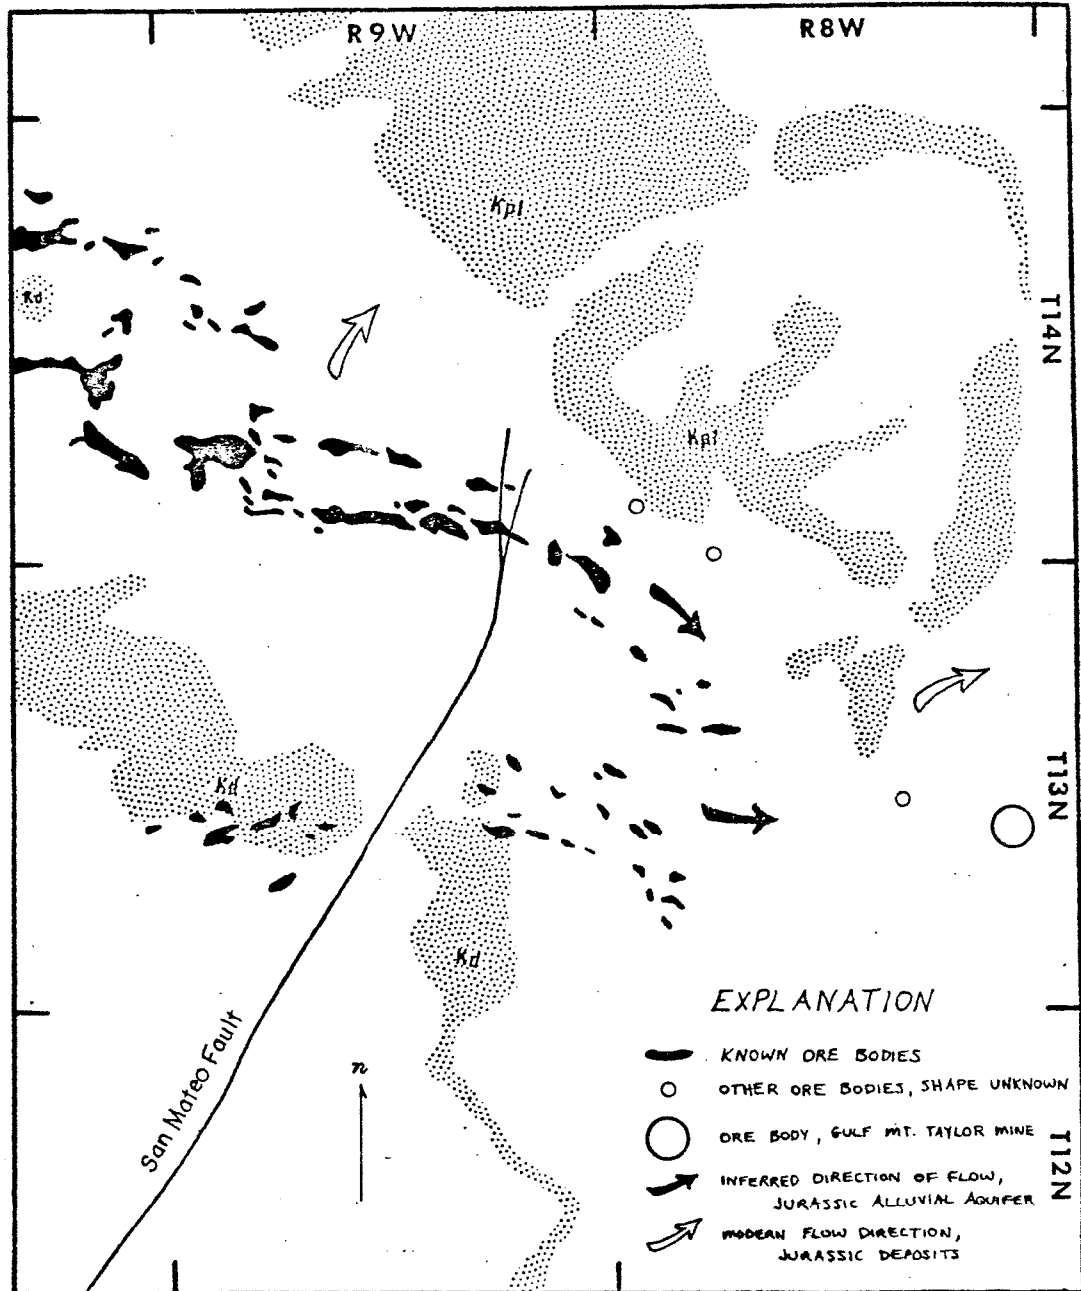 R9W
R8W
Kpl
Kd
T14N
Kpl
T13N
Kd
Kd
San Mateo Fault
n
EXPLANATION
KNOWN ORE BODIES
OTHER ORE BODIES, SHAPE UNKNOWN
ORE BODY, GULF MT. TAYLOR MINE
INFERRED DIRECTION OF FLOW,
JURASSIC ALLUVIAL AQUIFER
MODERN FLOW DIRECTION,
JURASSIC DEPOSITS
T12N